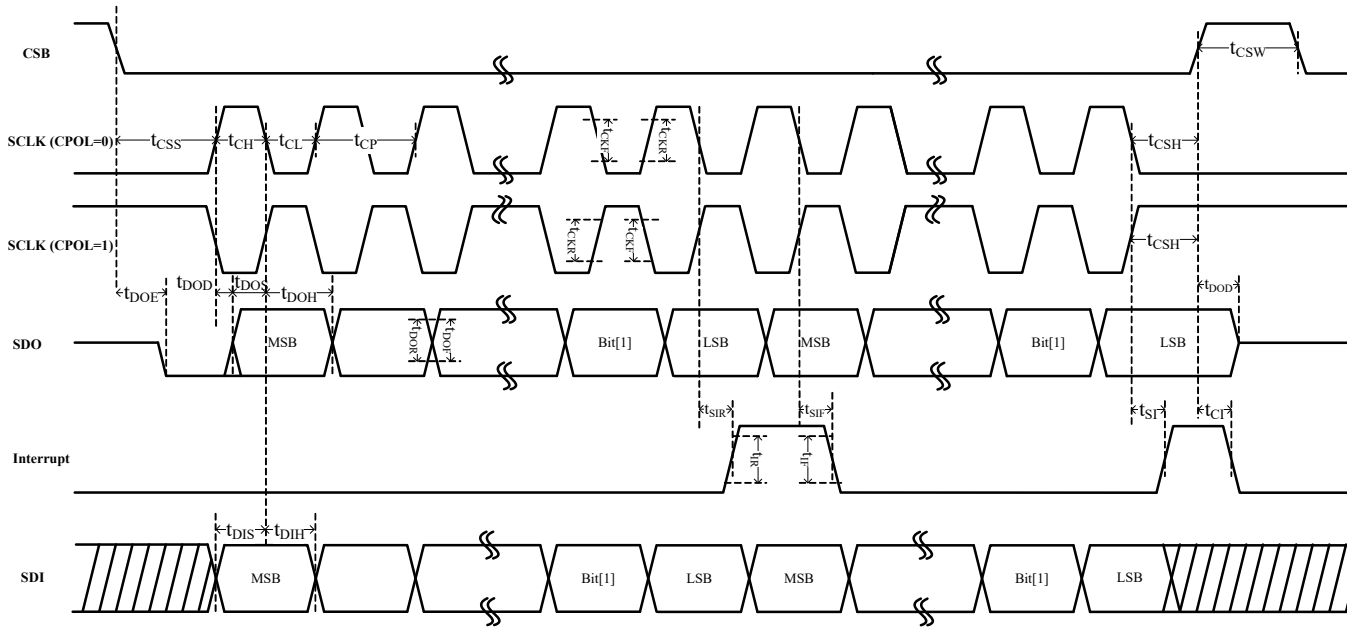 CSB
tCSW
SCLK (CPOL=0)
tCSS
tCH
tCL
tCP
tCKF
tCKR
tCSH
SCLK (CPOL=1)
tCKR
tCKF
tCSH
tDOE
tDOD
tDOS
tDOH
tDOD
SDO
MSB
tDOR
tDOF
Bit[1]
LSB
MSB
Bit[1]
LSB
tSIR
tSIF
tSI
tCI
Interrupt
tIR
tIF
tDIS
tDIH
SDI
MSB
Bit[1]
LSB
MSB
Bit[1]
LSB